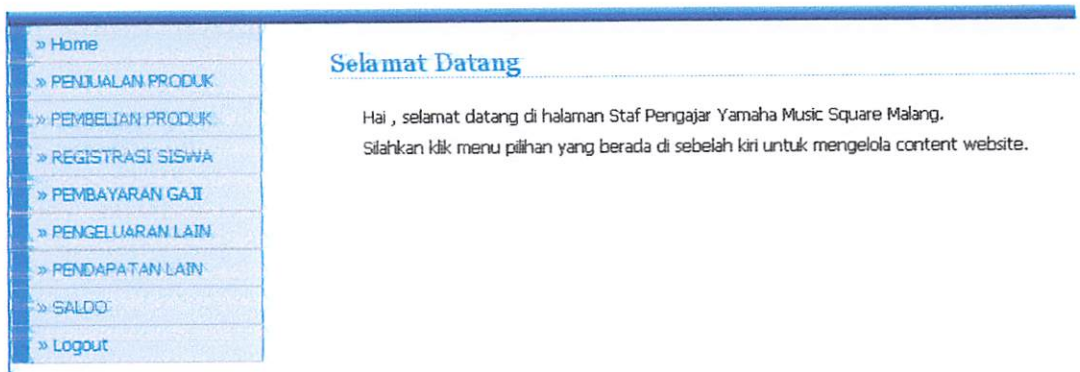 » Home
» PENJUALAN PRODUK
» PEMBELIAN PRODUK
» REGISTRASI SISWA
» PEMBAYARAN GAJI
» PENGELUARAN LAIN
» PENDAPATAN LAIN
» SALDO
» Logout
Selamat Datang
Hai , selamat datang di halaman Staf Pengajar Yamaha Music Square Malang.
Silahkan klik menu pilihan yang berada di sebelah kiri untuk mengelola content website.